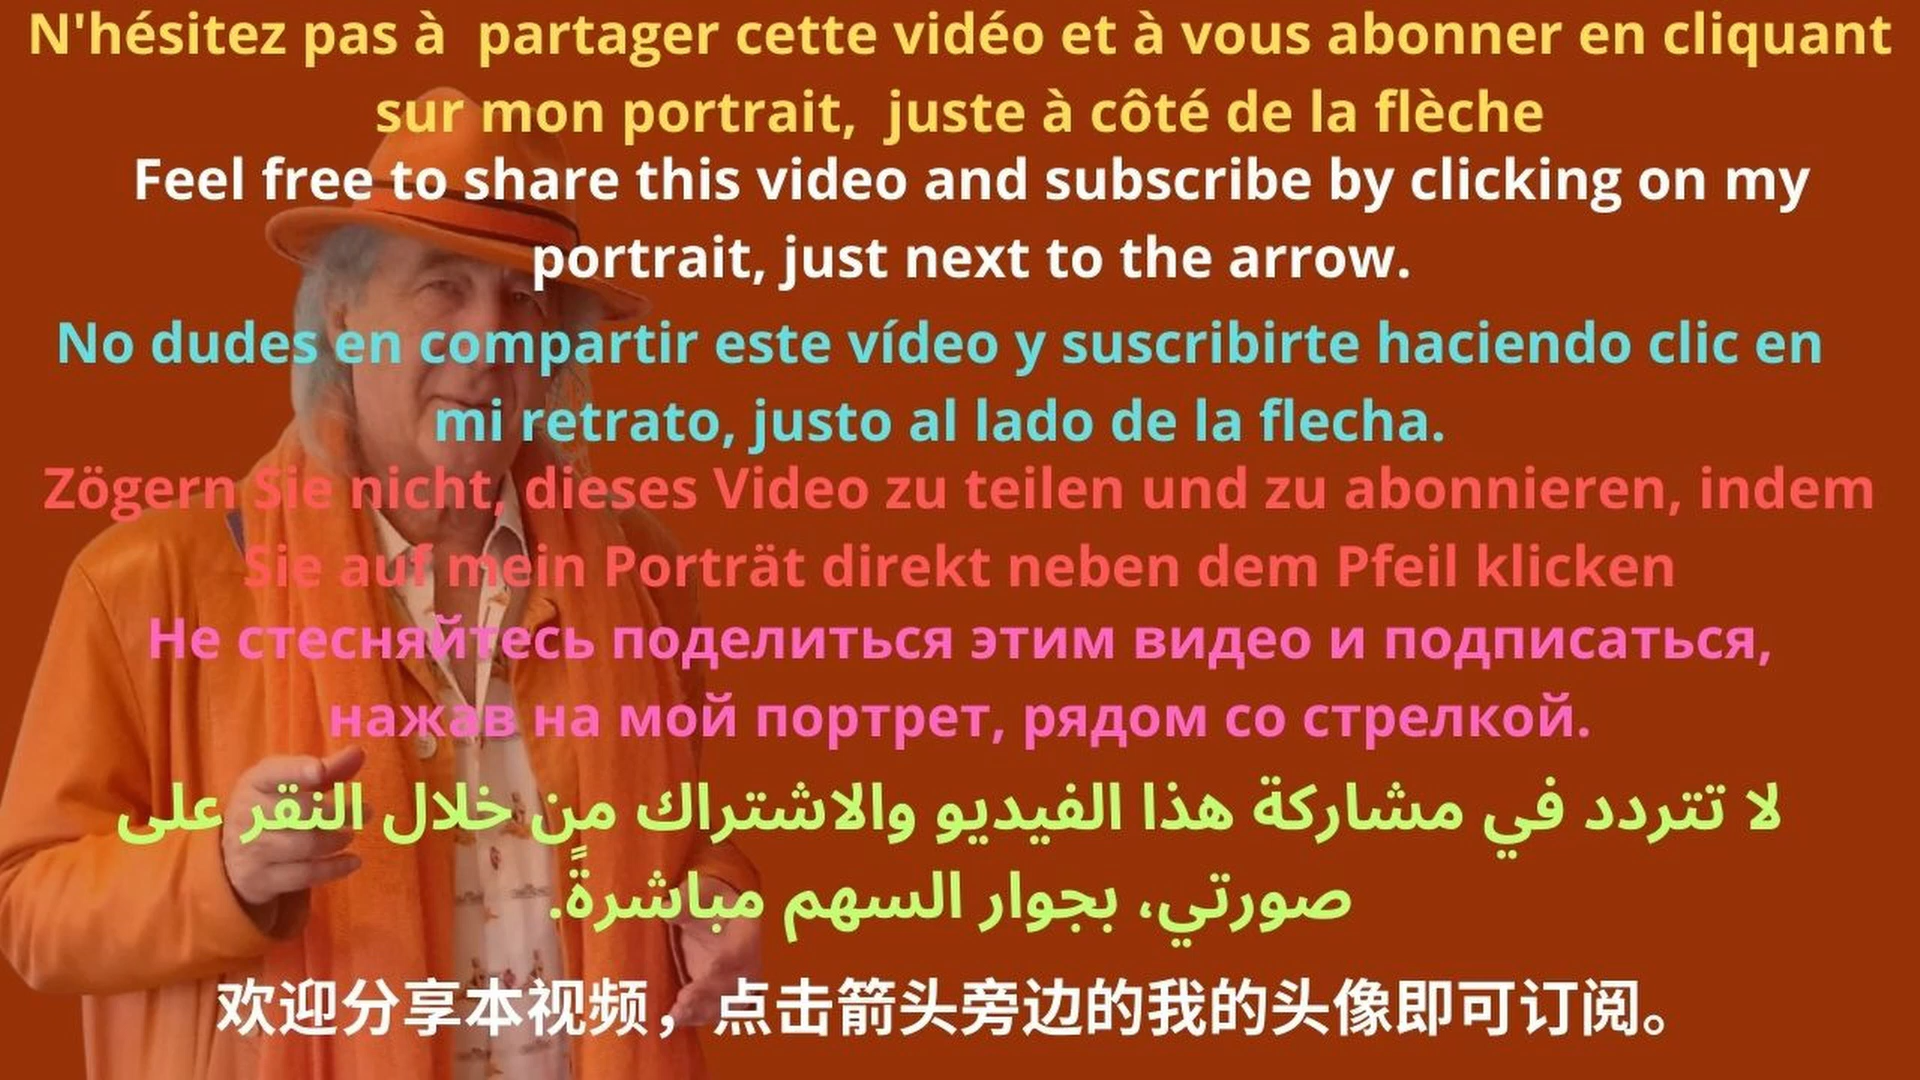 N'hésitez pas à  partager cette vidéo et à vous abonner en cliquant
sur mon portrait,  juste à côté de la flèche
Feel free to share this video and subscribe by clicking on my
portrait, just next to the arrow.
No dudes en compartir este vídeo y suscribirte haciendo clic en
mi retrato, justo al lado de la flecha.
Zögern Sie nicht, dieses Video zu teilen und zu abonnieren, indem
Sie auf mein Porträt direkt neben dem Pfeil klicken
Не стесняйтесь поделиться этим видео и подписаться,
нажав на мой портрет, рядом со стрелкой.
لا تتردد في مشاركة هذا الفيديو والاشتراك من خلال النقر على
صورتي، بجوار السهم مباشرةً.
欢迎分享本视频，点击箭头旁边的我的头像即可订阅。